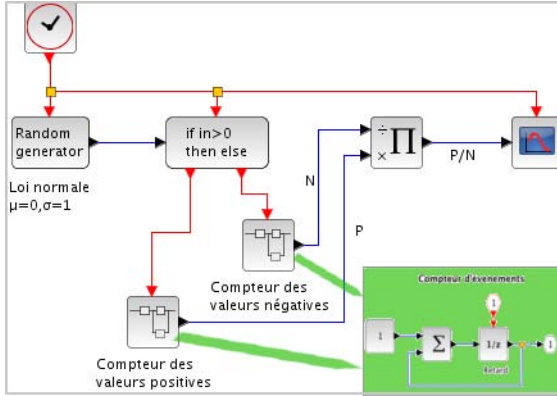 Random
generator
if in>0
then else
Loi normale
μ=0,σ=1
÷
×
∏
P/N
N
P
Compteur des
valeurs négatives
Compteur des
valeurs positives
Compteur d'évenements
1
1
Σ
1/z
1
Retard